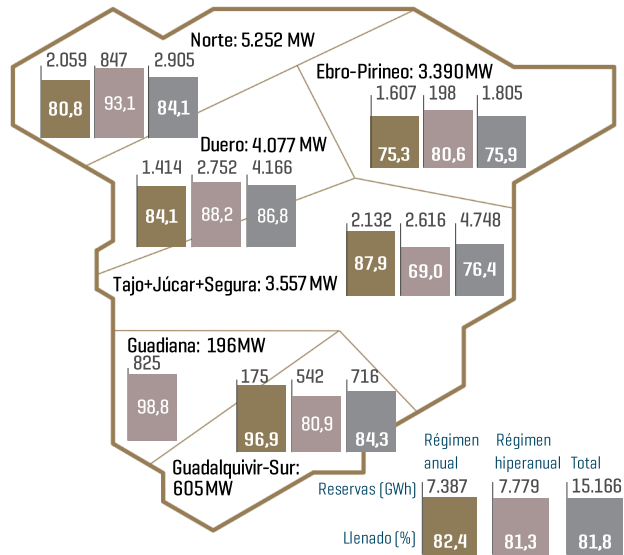 Norte: 5.252 MW
2.059 847 2.905
80,8 93,1 84,1
Ebro-Pirineo: 3.390 MW
1.607 198 1.805
75,3 80,6 75,9
Duero: 4.077 MW
1.414 2.752 4.166
84,1 88,2 86,8
2.132 2.616 4.748
87,9 69,0 76,4
Tajo+Júcar+Segura: 3.557 MW
Guadiana: 196 MW
825
98,8
175 542 716
96,9 80,9 84,3
Guadalquivir-Sur:
605 MW
Régimen anual Régimen hiperanual Total
Reservas (GWh) 7.387 7.779 15.166
Llenado (%) 82,4 81,3 81,8